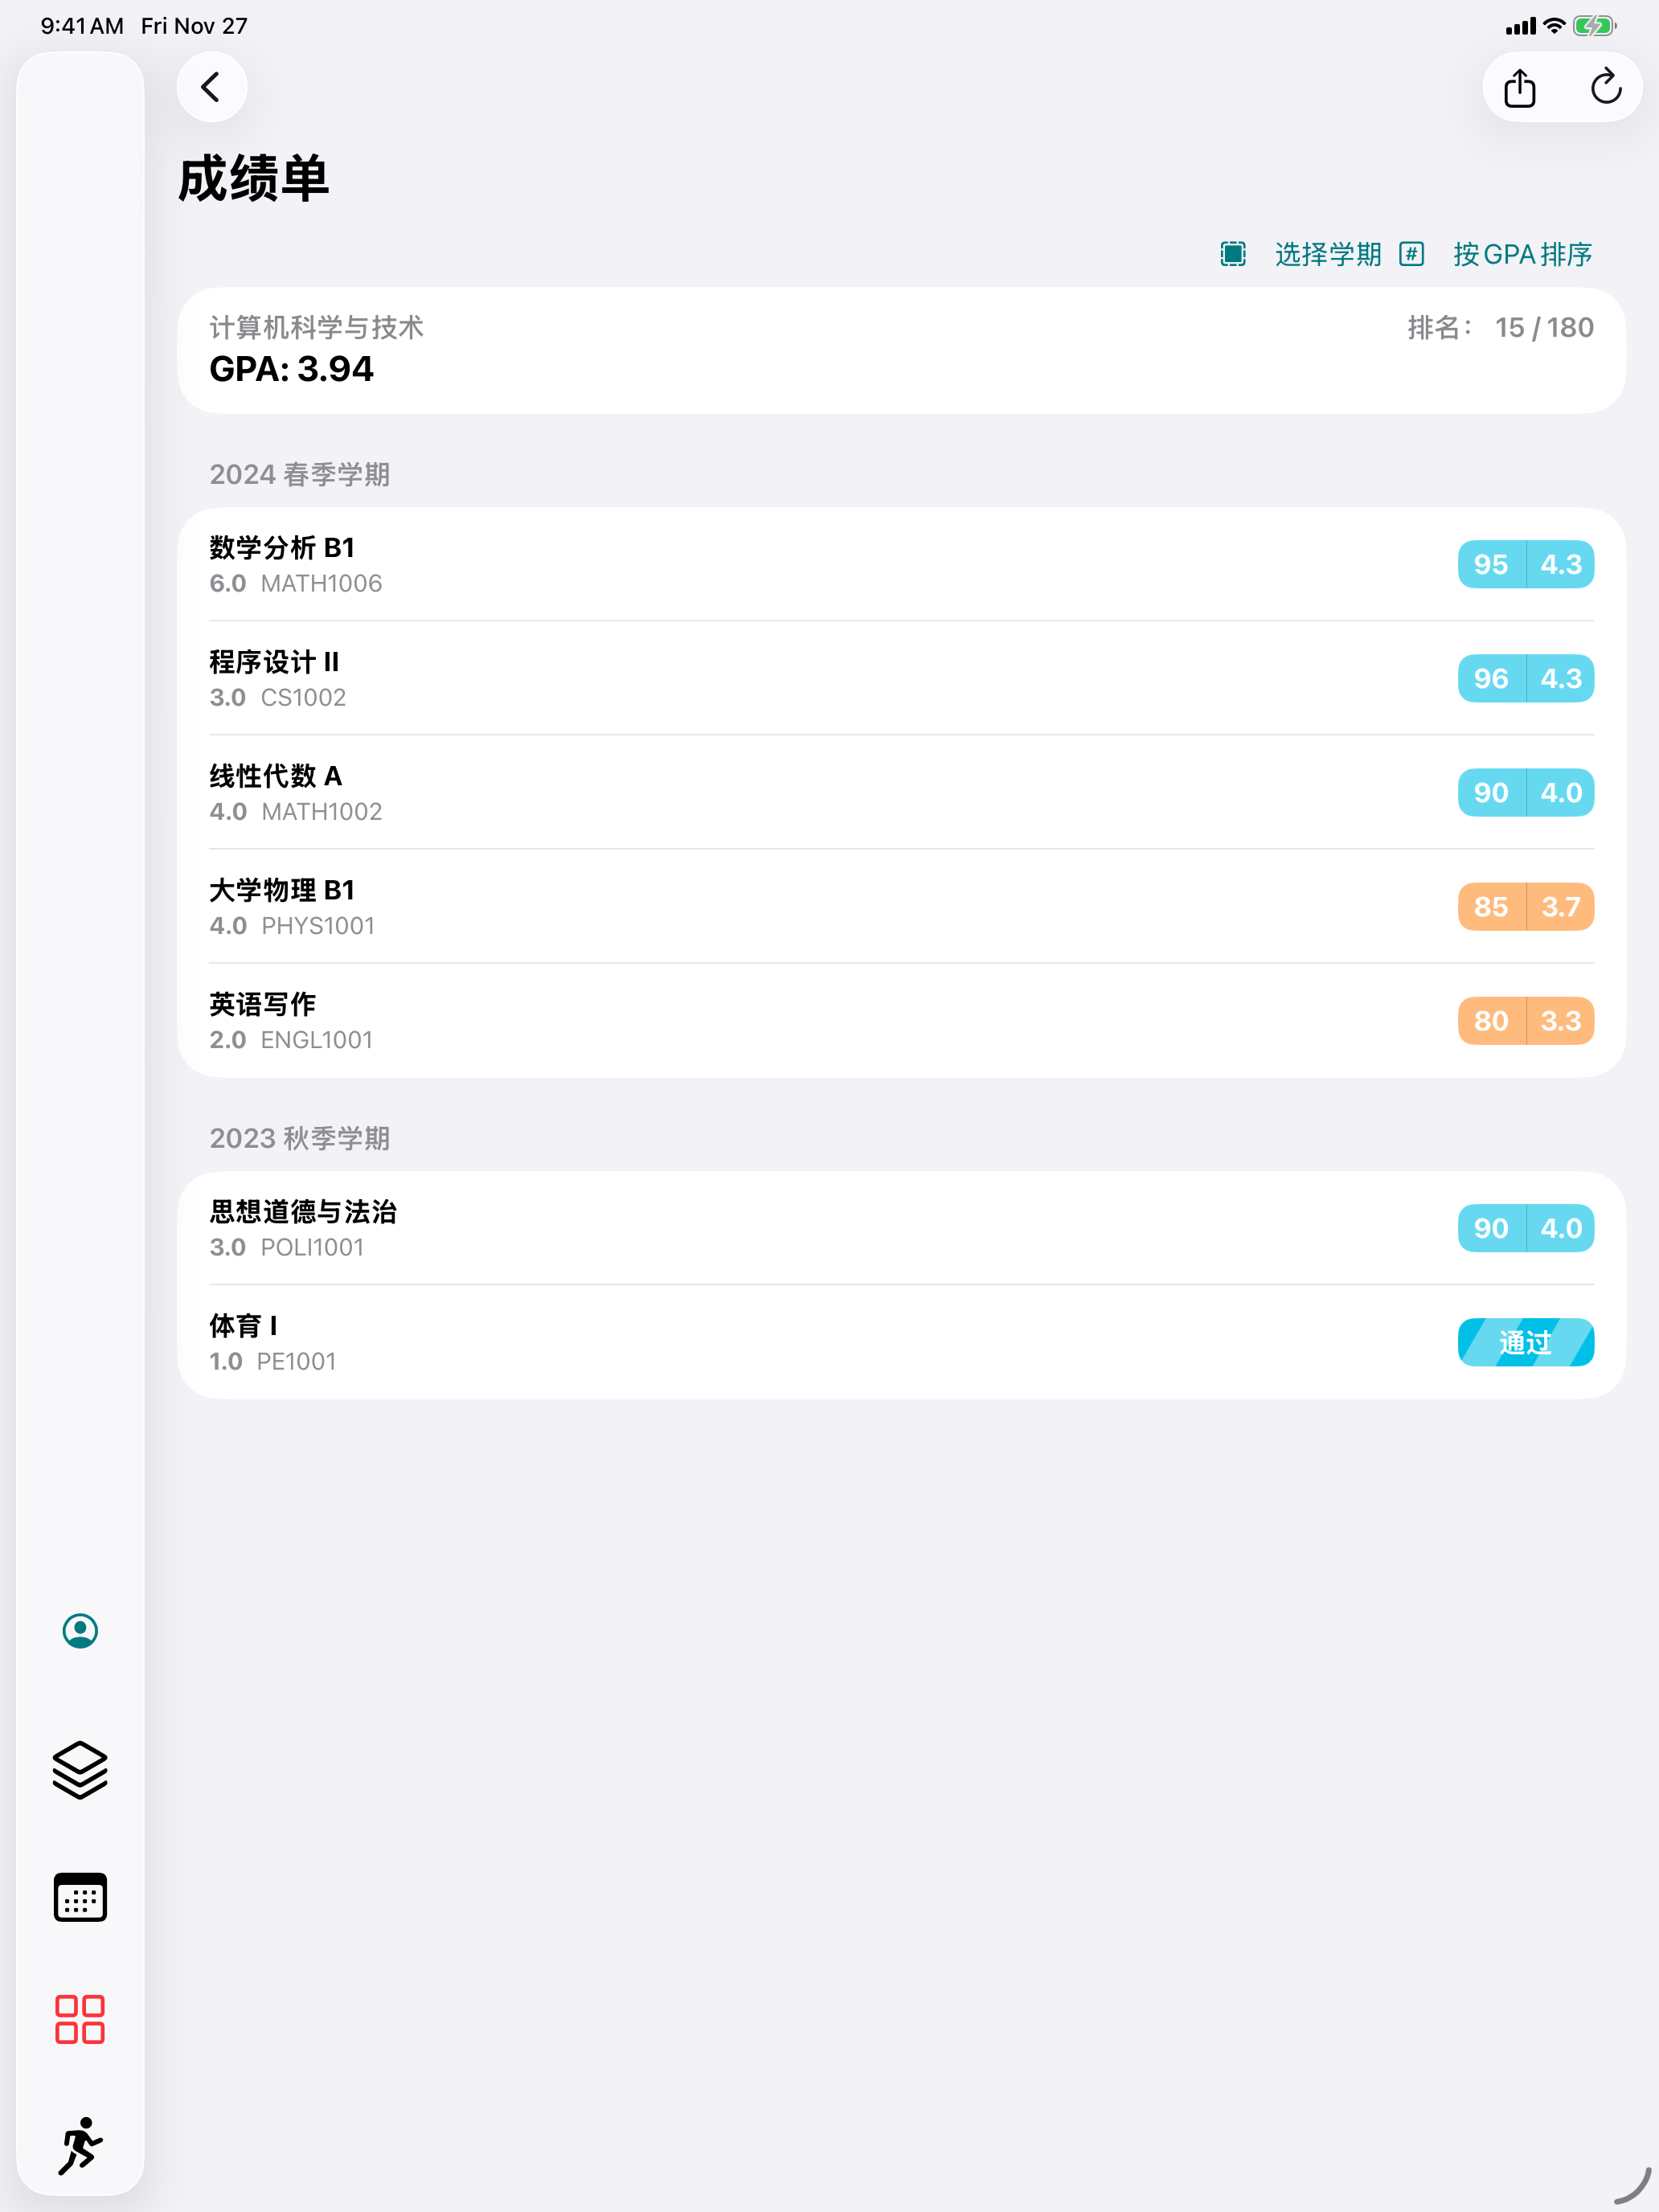 9:41 AM Fri Nov 27
成绩单
选择学期 # 按GPA排序
计算机科学与技术 排名： 15 / 180
GPA: 3.94
2024 春季学期
数学分析 B1
6.0 MATH1006
95 4.3
程序设计 II
3.0 CS1002
96 4.3
线性代数 A
4.0 MATH1002
90 4.0
大学物理 B1
4.0 PHYS1001
85 3.7
英语写作
2.0 ENGL1001
80 3.3
2023 秋季学期
思想道德与法治
3.0 POLI1001
90 4.0
体育 I
1.0 PE1001
通过